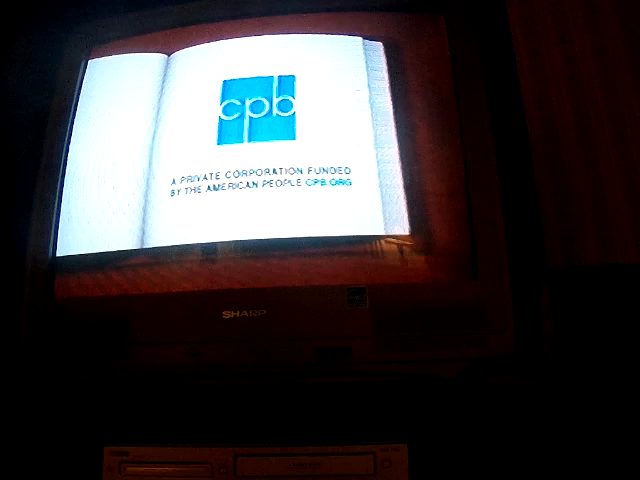 cpb
A PRIVATE CORPORATION FUNDED
BY THE AMERICAN PEOPLE CPB.ORG
SHARP